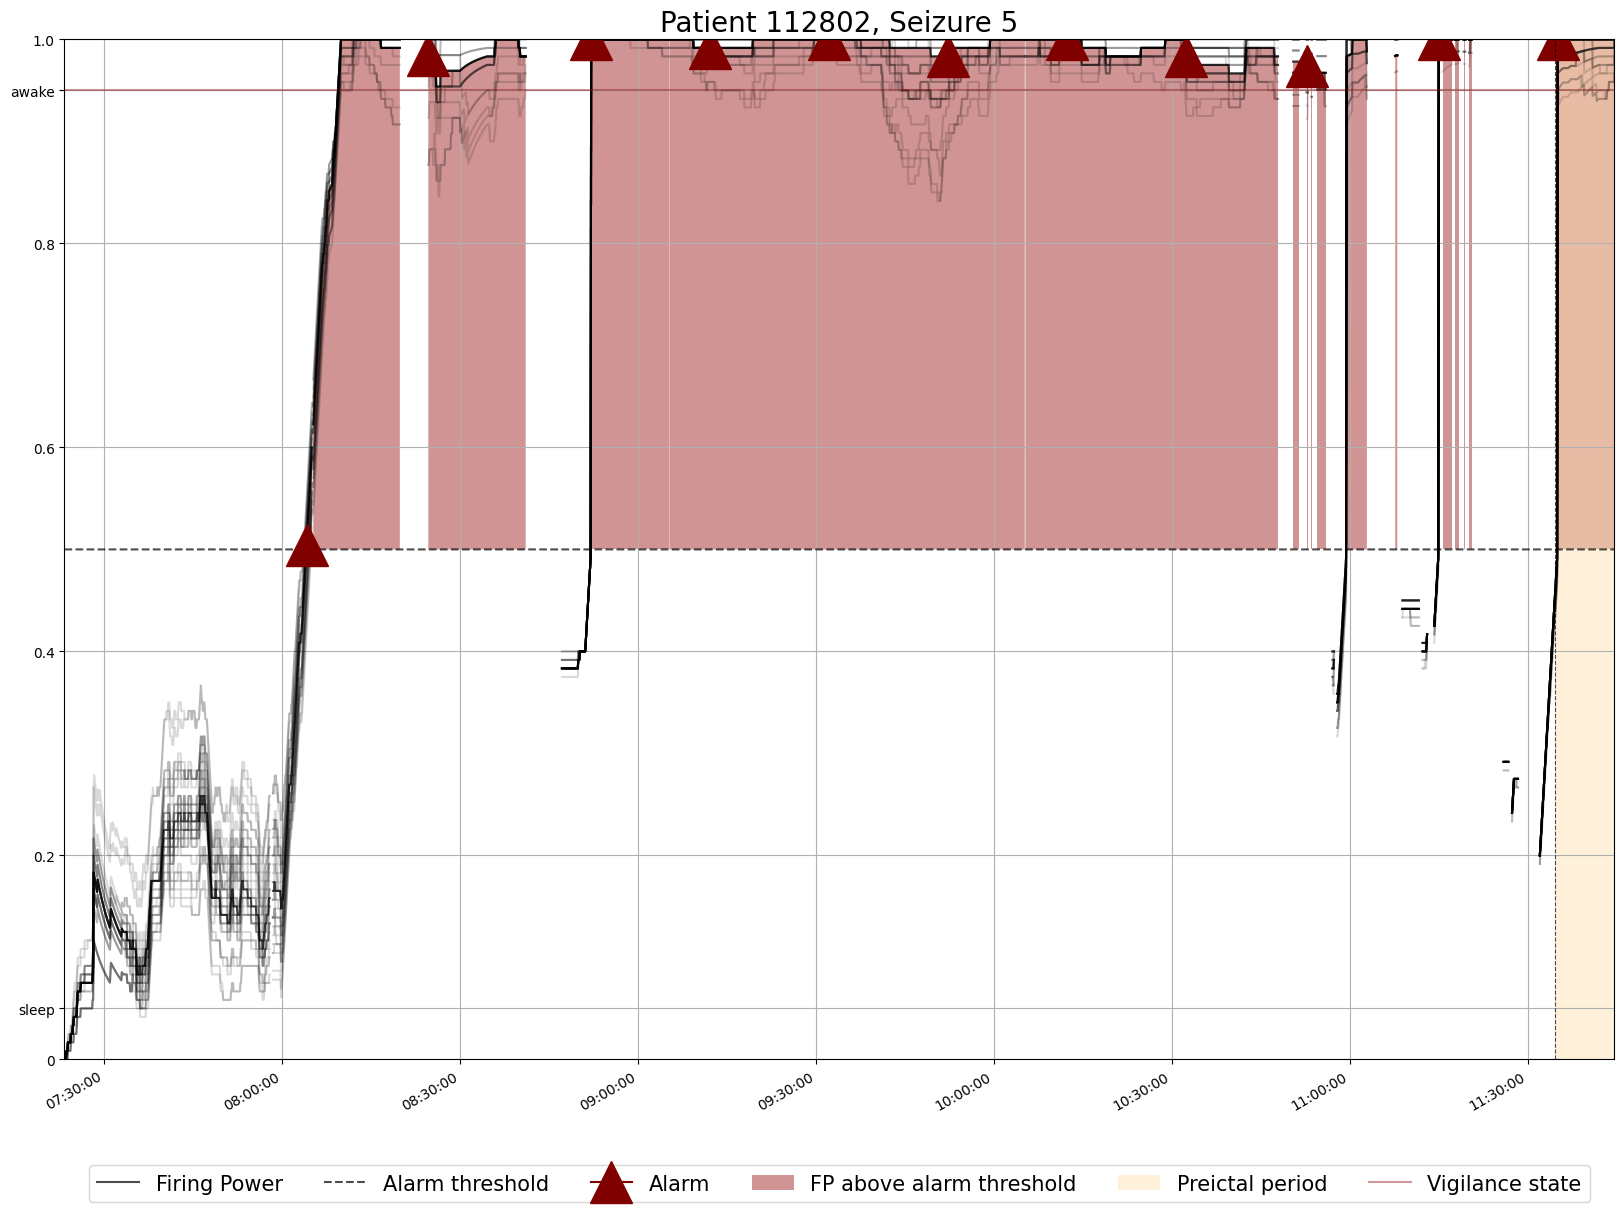 Patient 112802, Seizure 5
1.0
awake
0.8
0.6
0.4
0.2
sleep
0
07:30:00
08:00:00
08:30:00
09:00:00
09:30:00
10:00:00
10:30:00
11:00:00
11:30:00
Firing Power
Alarm threshold
Alarm
FP above alarm threshold
Preictal period
Vigilance state